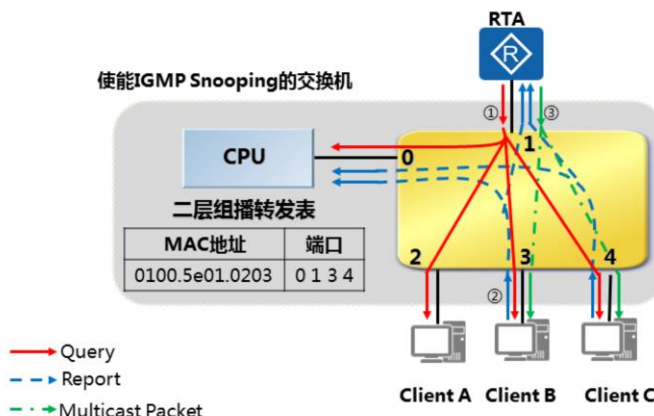 RTA
R
使能IGMP Snooping的交换机
① ③
1
CPU
0
二层组播转发表
MAC地址 端口
0100.5e01.0203 0 1 3 4
2 3 4
②
Client A Client B Client C
Query
Report
Multicast Packet